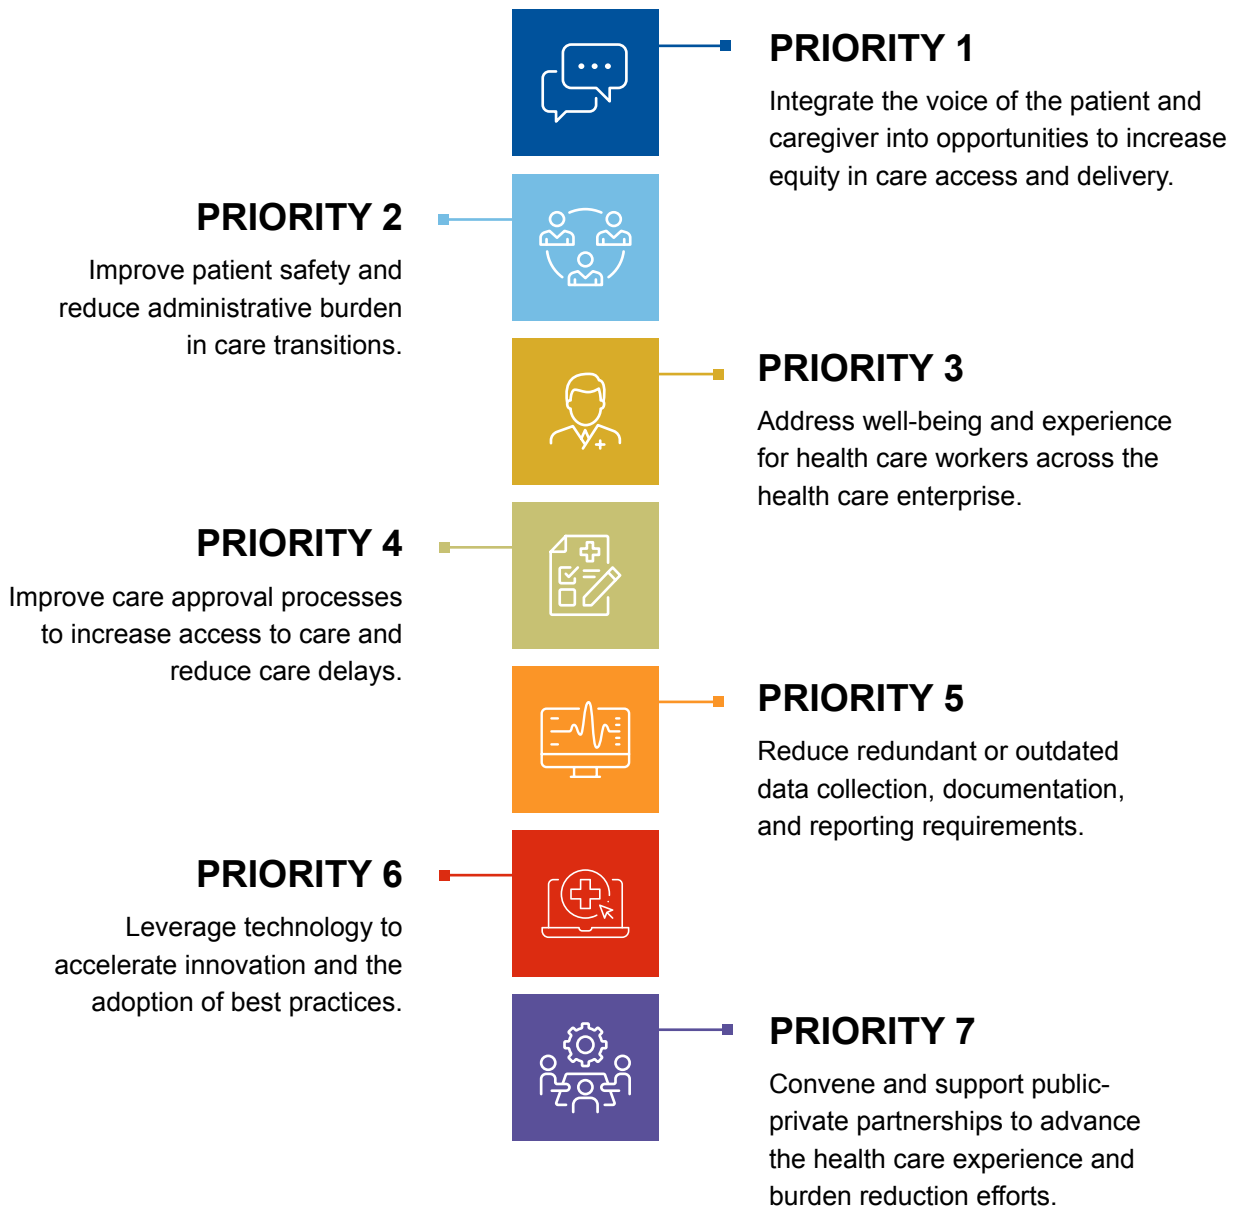 PRIORITY 1
Integrate the voice of the patient and
caregiver into opportunities to increase
equity in care access and delivery.
PRIORITY 2
Improve patient safety and
reduce administrative burden
in care transitions.
PRIORITY 3
Address well-being and experience
for health care workers across the
health care enterprise.
PRIORITY 4
Improve care approval processes
to increase access to care and
reduce care delays.
PRIORITY 5
Reduce redundant or outdated
data collection, documentation,
and reporting requirements.
PRIORITY 6
Leverage technology to
accelerate innovation and the
adoption of best practices.
PRIORITY 7
Convene and support public-
private partnerships to advance
the health care experience and
burden reduction efforts.